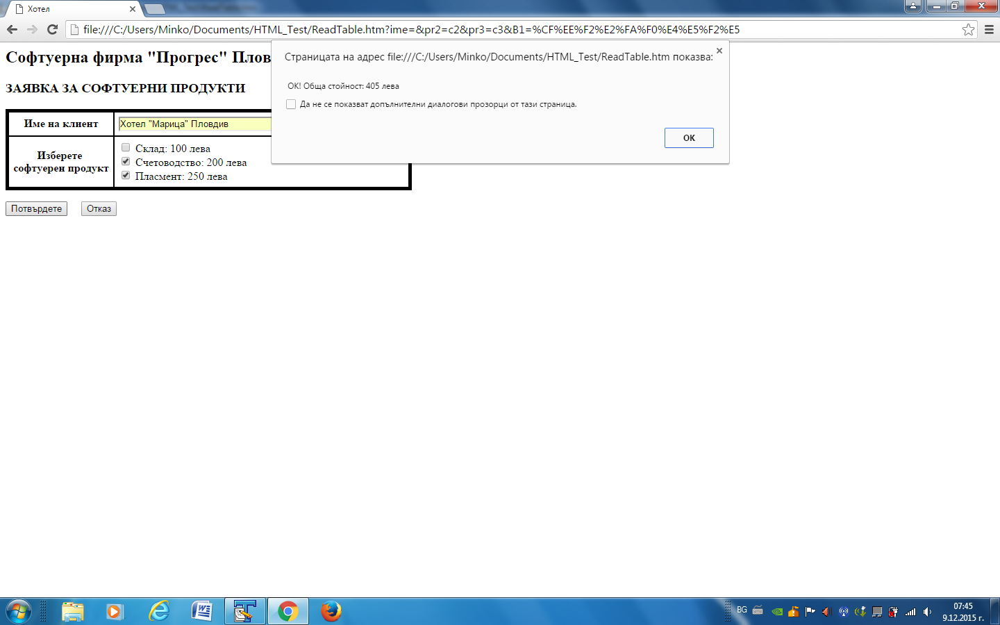 Хотел
file:///C:/Users/Minko/Documents/HTML_Test/ReadTable.htm?ime=&pr2=c2&pr3=c3&B1=%CF%EE%F2%E2%FA%F0%E4%E5%F2%E5
Софтуерна фирма "Прогрес" Плов
Страницата на адрес file:///C:/Users/Minko/Documents/HTML_Test/ReadTable.htm показва:
ОК! Обща стойност: 405 лева
Да не се показват допълнителни диалогови прозорци от тази страница.
ОК
ЗАЯВКА ЗА СОФТУЕРНИ ПРОДУКТИ
Име на клиент
Хотел "Марица" Пловдив
Изберете
софтуерен продукт
Склад: 100 лева
Счетоводство: 200 лева
Пласмент: 250 лева
Потвърдете
Отказ
BG
07:45
9.12.2015 г.